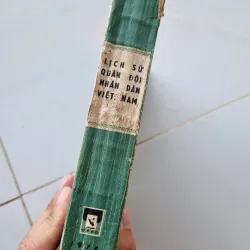 LỊCH SỬ
QUÂN ĐỘI
NHÂN DÂN
VIỆT NAM